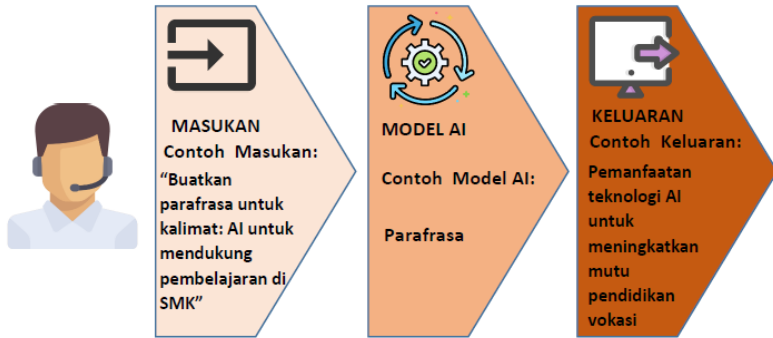 MASUKAN
Contoh Masukan:
“Buatkan
parafrasa untuk
kalimat: AI untuk
mendukung
pembelajaran di
SMK”
MODEL AI
Contoh Model AI:
Parafrasa
KELUARAN
Contoh Keluaran:
Pemanfaatan
teknologi AI
untuk
meningkatkan
mutu
pendidikan
vokasi